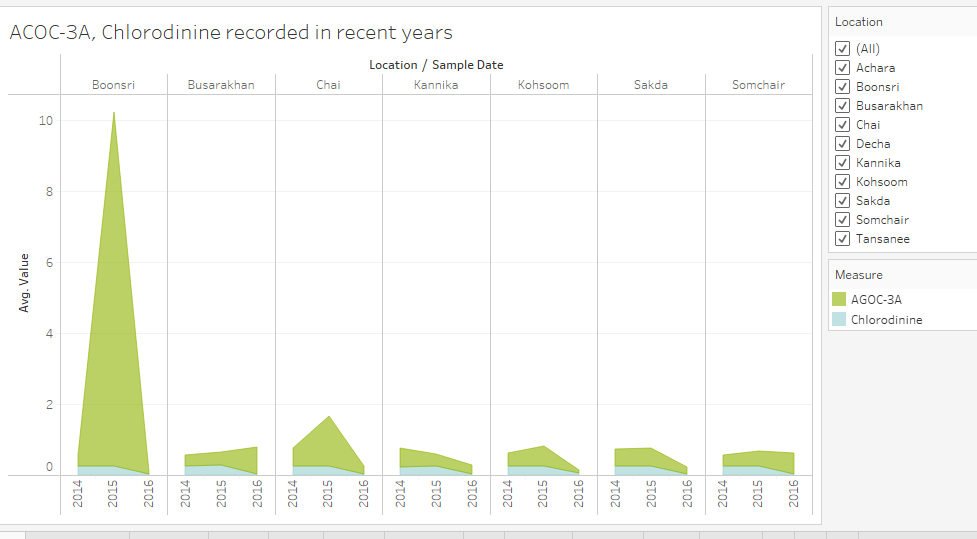 ACOC-3A, Chlorodinine recorded in recent years
Location / Sample Date
Boonsri Busarakhan Chai Kannika Kohsoom Sakda Somchair
Avg. Value
10
8
6
4
2
0
2014 2015 2016 2014 2015 2016 2014 2015 2016 2014 2015 2016 2014 2015 2016 2014 2015 2016 2014 2015 2016
Location
(All)
Achara
Boonsri
Busarakhan
Chai
Decha
Kannika
Kohsoom
Sakda
Somchair
Tansanee
Measure
AGOC-3A
Chlorodinine